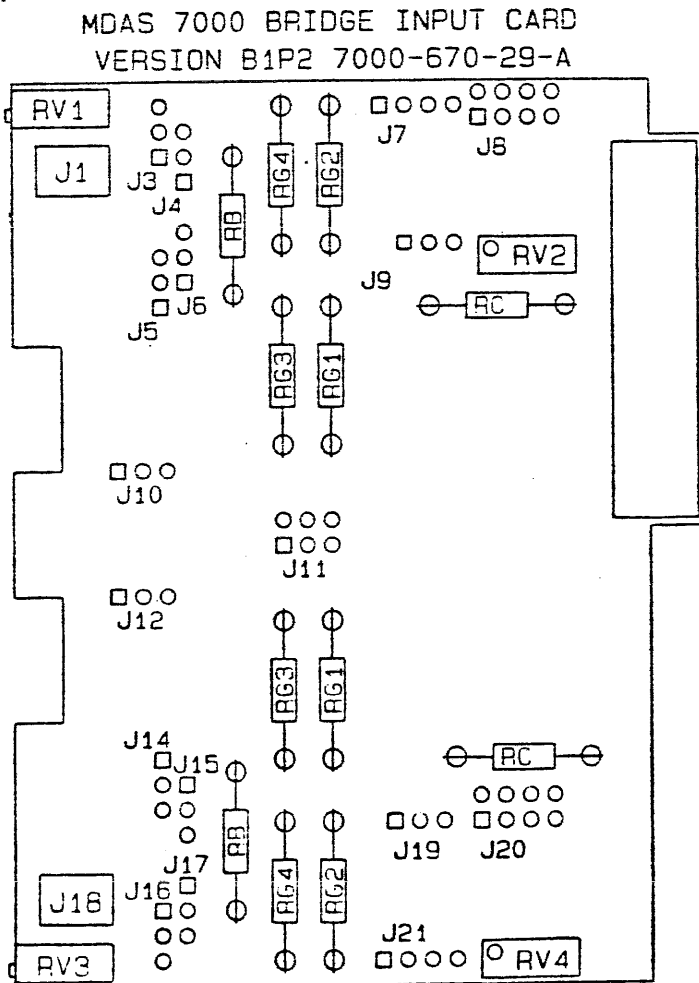 MDAS 7000 BRIDGE INPUT CARD
VERSION B1P2 7000-670-29-A
RV1
J1
J3
J4
RB
RG4
RG2
J7
J8
J5
J6
J9
RV2
RC
RG3
RG1
J10
J11
J12
RG3
RG1
J14
J15
RC
RB
J19
J20
J17
J16
J18
RG4
RG2
J21
RV3
RV4